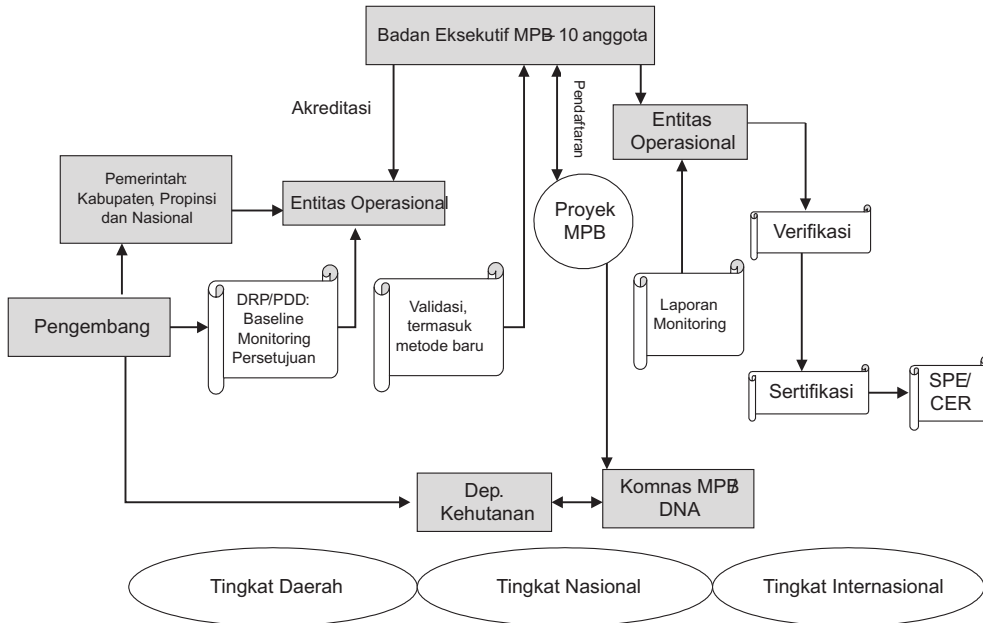 Badan Eksekutif MPB- 10 anggota
Akreditasi
Pendaftaran
Entitas
Operasional
Pemerintah:
Kabupaten, Propinsi
dan Nasional
Entitas Operasional
Proyek
MPB
Verifikasi
Pengembang
DRP/PDD:
Baseline
Monitoring
Persetujuan
Validasi,
termasuk
metode baru
Laporan
Monitoring
Sertifikasi
SPE/
CER
Dep.
Kehutanan
Komnas MPB/
DNA
Tingkat Daerah
Tingkat Nasional
Tingkat Internasional